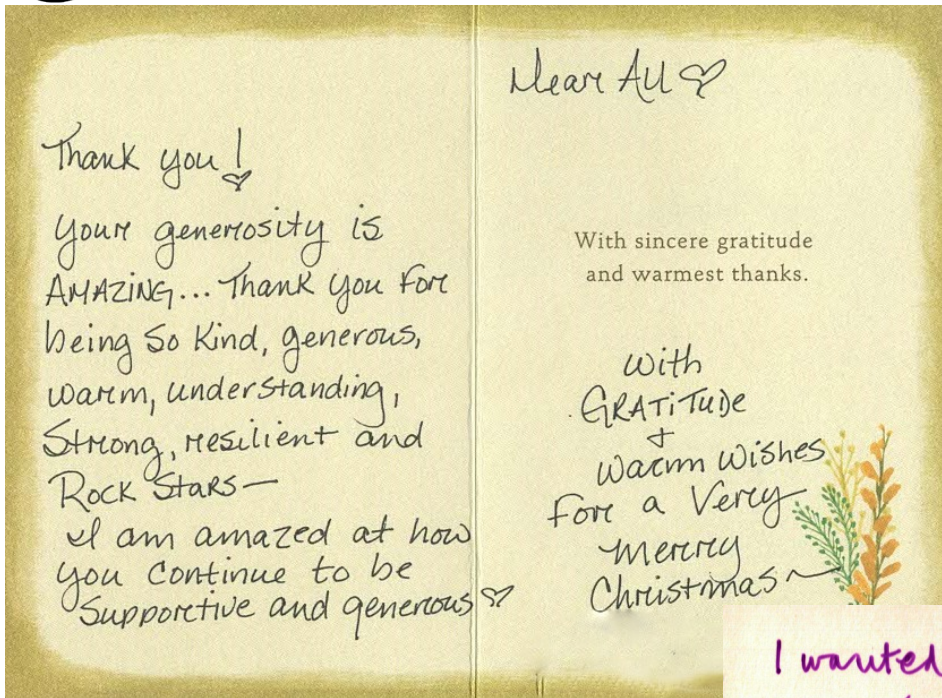 Thank you!
Your generosity is
AMAZING... Thank you for
being so kind, generous,
warm, understanding,
strong, resilient and
Rock Stars—
I am amazed at how
you continue to be
supportive and generous ♡
Dear All ♡
With sincere gratitude
and warmest thanks.
With
GRATITUDE
+
Warm Wishes
For a Very
Merry
Christmas~
I wanted